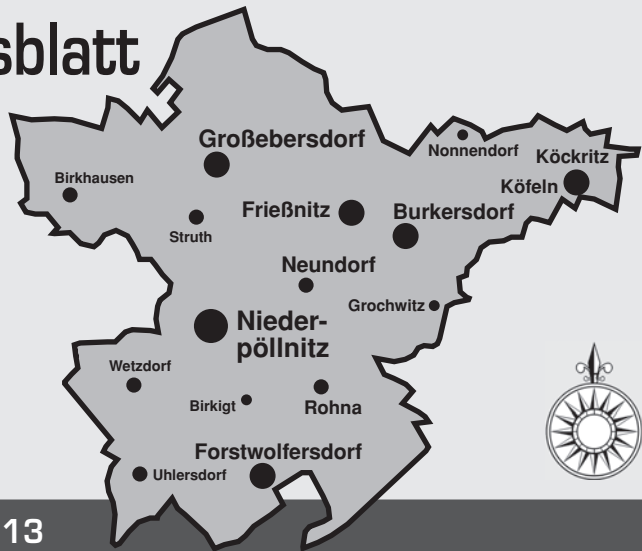 sblatt
Großebersdorf
Nonnendorf
Köckritz
Köfeln
Birkhausen
Frießnitz
Burkersdorf
Struth
Neundorf
Grochwitz
Nieder-
pöllnitz
Wetzdorf
Birkigt
Rohna
Forstwolfersdorf
Uhlersdorf
13